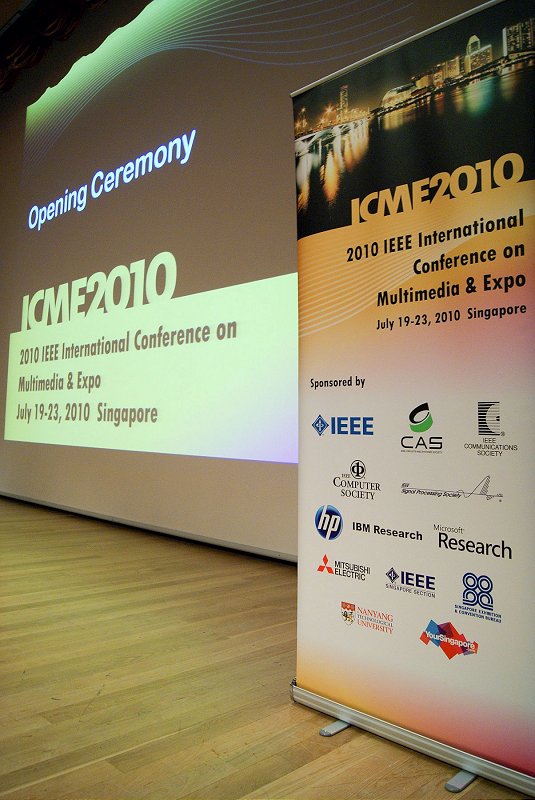 Opening Ceremony
ICME2010
2010 IEEE International Conference on
Multimedia & Expo
July 19-23, 2010 Singapore
ICME2010
2010 IEEE International
Conference on
Multimedia & Expo
July 19-23, 2010 Singapore
Sponsored by
IEEE
CAS
IEEE
COMMUNICATIONS
SOCIETY
IEEE
COMPUTER
SOCIETY
IEEE
Signal Processing Society
hp
IBM Research
Microsoft
Research
MITSUBISHI
ELECTRIC
IEEE
SINGAPORE SECTION
SINGAPORE EXHIBITION
& CONVENTION BUREAU
NANYANG
TECHNOLOGICAL
UNIVERSITY
YourSingapore